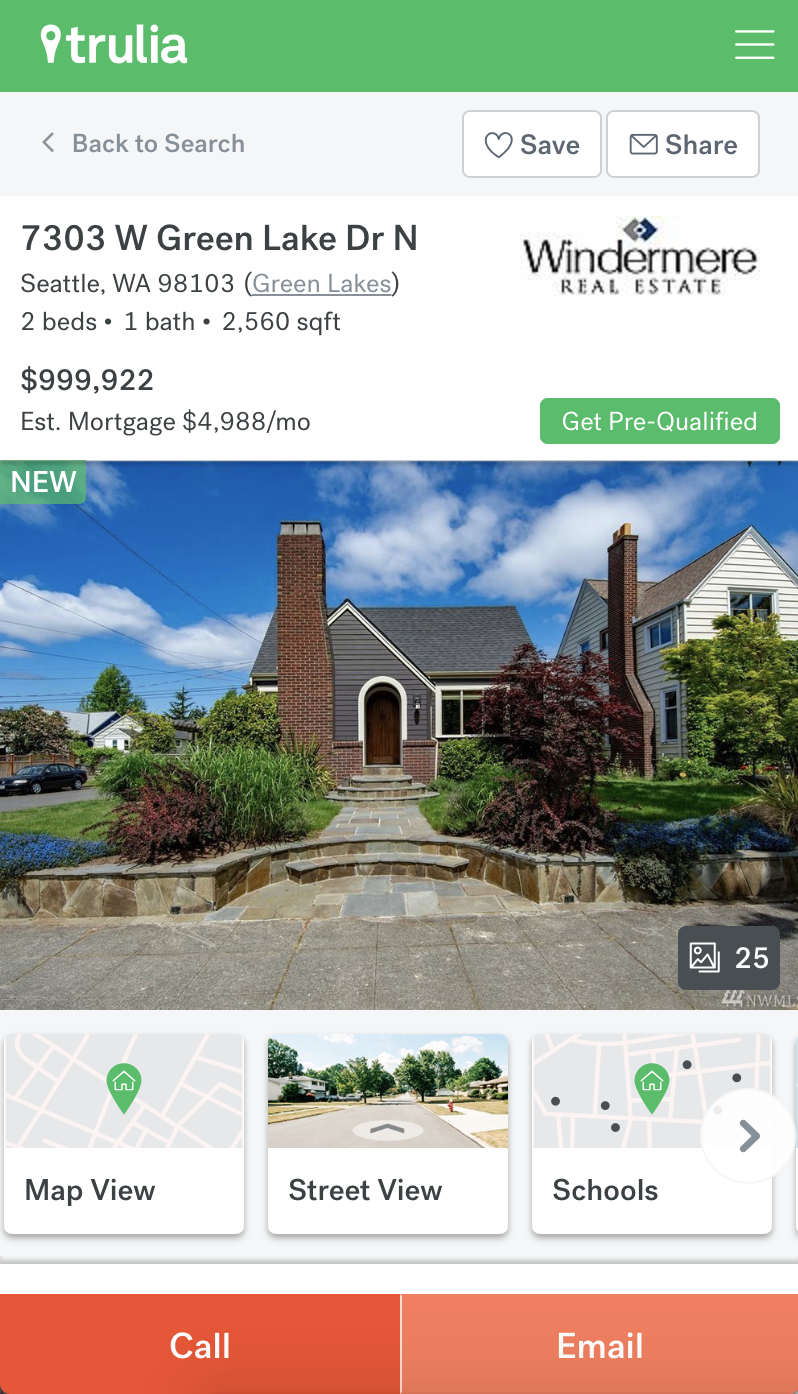 trulia
Back to Search
Save
Share
7303 W Green Lake Dr N
Windermere
REAL ESTATE
Seattle, WA 98103 (Green Lakes)
2 beds • 1 bath • 2,560 sqft
$999,922
Est. Mortgage $4,988/mo
Get Pre-Qualified
NEW
25
Map View
Street View
Schools
Call
Email